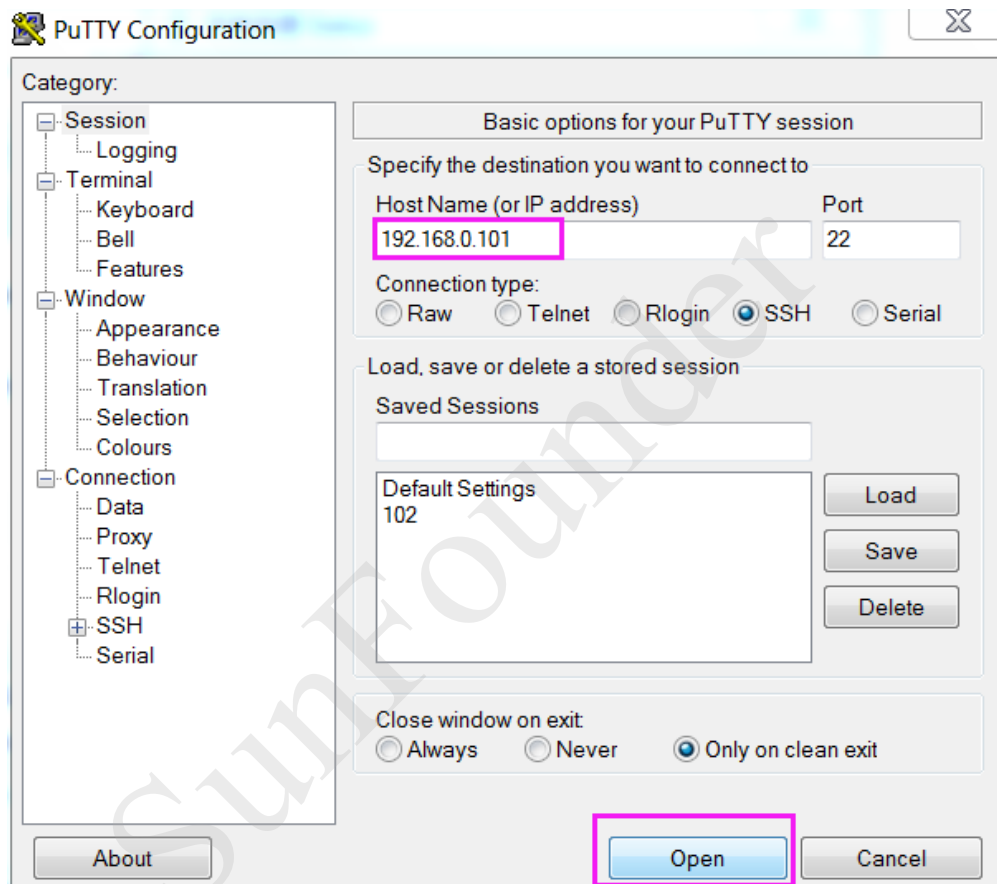 PuTTY Configuration
Category:
Session
Logging
Terminal
Keyboard
Bell
Features
Window
Appearance
Behaviour
Translation
Selection
Colours
Connection
Data
Proxy
Telnet
Rlogin
SSH
Serial
Basic options for your PuTTY session
Specify the destination you want to connect to
Host Name (or IP address) Port
192.168.0.101 22
Connection type:
Raw Telnet Rlogin SSH Serial
Load, save or delete a stored session
Saved Sessions
Default Settings
102
Load
Save
Delete
Close window on exit:
Always Never Only on clean exit
About Open Cancel
SunFounder